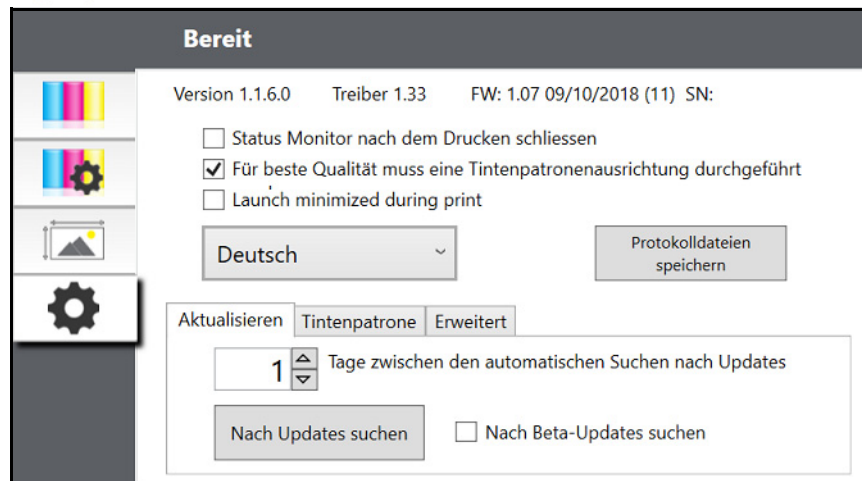 Bereit
Version 1.1.6.0 Treiber 1.33 FW: 1.07 09/10/2018 (11) SN:
Status Monitor nach dem Drucken schliessen
Für beste Qualität muss eine Tintenpatronenausrichtung durchgeführt
Launch minimized during print
Deutsch
Protokolldateien
speichern
Aktualisieren Tintenpatrone Erweitert
1 Tage zwischen den automatischen Suchen nach Updates
Nach Updates suchen Nach Beta-Updates suchen